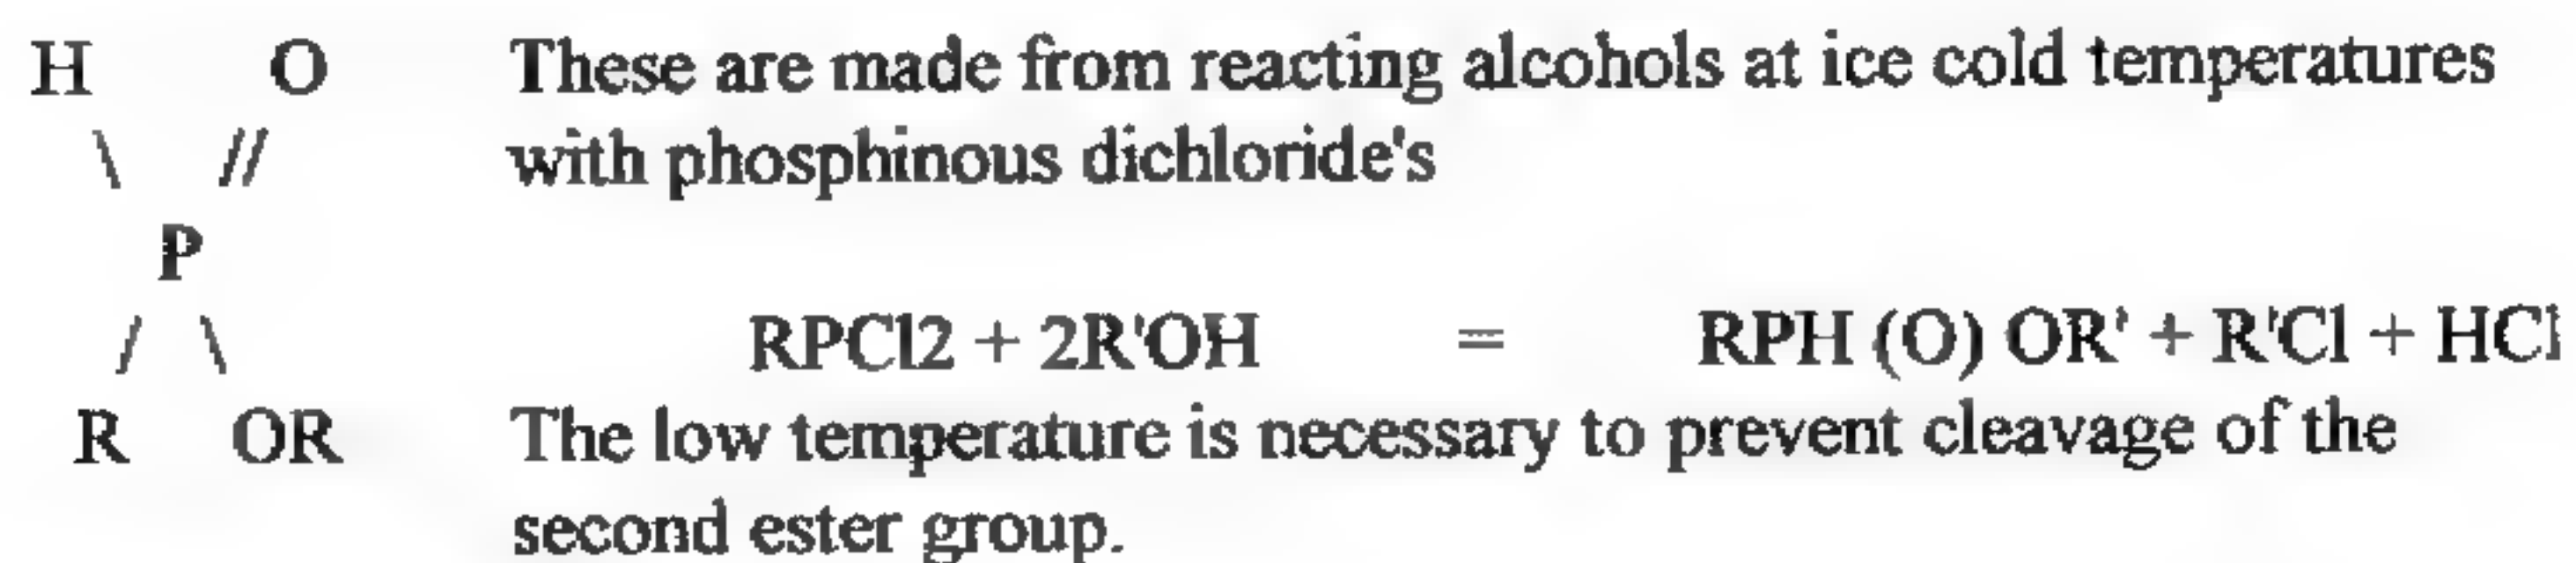 H O These are made from reacting alcohols at ice cold temperatures
\ // with phosphinous dichloride's
P
/ \ RPCl2 + 2R'OH = RPH (O) OR' + R'Cl + HCl
R OR The low temperature is necessary to prevent cleavage of the
second ester group.